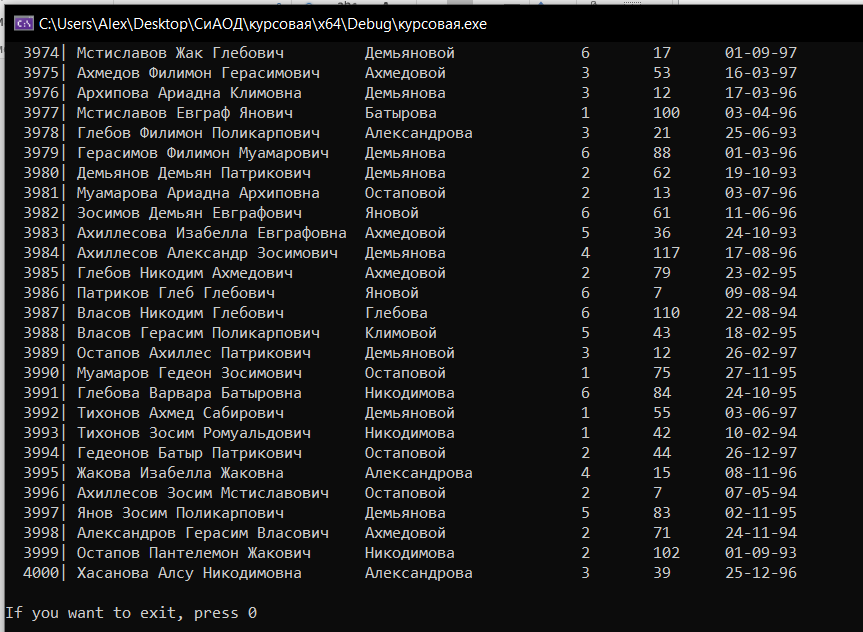 C:\Users\Alex\Desktop\СиАОД\курсовая\x64\Debug\курсовая.exe
3974| Мстиславов Жак Глебович Демьяновой 6 17 01-09-97
3975| Ахмедов Филимон Герасимович Ахмедовой 3 53 16-03-97
3976| Архипова Ариадна Климовна Демьянова 3 12 17-03-96
3977| Мстиславов Евграф Янович Батырова 1 100 03-04-96
3978| Глебов Филимон Поликарпович Александрова 3 21 25-06-93
3979| Герасимов Филимон Муамарович Демьянова 6 88 01-03-96
3980| Демьянов Демьян Патрикович Демьянова 2 62 19-10-93
3981| Муамарова Ариадна Архиповна Остаповой 2 13 03-07-96
3982| Зосимов Демьян Евграфович Яновой 6 61 11-06-96
3983| Ахиллесова Изабелла Евграфовна Ахмедовой 5 36 24-10-93
3984| Ахиллесов Александр Зосимович Демьянова 4 117 17-08-96
3985| Глебов Никодим Ахмедович Ахмедовой 2 79 23-02-95
3986| Патриков Глеб Глебович Яновой 6 7 09-08-94
3987| Власов Никодим Глебович Глебова 6 110 22-08-94
3988| Власов Герасим Поликарпович Климовой 5 43 18-02-95
3989| Остапов Ахиллес Патрикович Демьяновой 3 12 26-02-97
3990| Муамаров Гедеон Зосимович Остаповой 1 75 27-11-95
3991| Глебова Варвара Батыровна Никодимова 6 84 24-10-95
3992| Тихонов Ахмед Сабирович Демьяновой 1 55 03-06-97
3993| Тихонов Зосим Ромуальдович Никодимова 1 42 10-02-94
3994| Гедеонов Батыр Патрикович Остаповой 2 44 26-12-97
3995| Жакова Изабелла Жаковна Александрова 4 15 08-11-96
3996| Ахиллесов Зосим Мстиславович Остаповой 2 7 07-05-94
3997| Янов Зосим Поликарпович Демьянова 5 83 02-11-95
3998| Александров Герасим Власович Ахмедовой 2 71 24-11-94
3999| Остапов Пантелемон Жакович Никодимова 2 102 01-09-93
4000| Хасанова Алсу Никодимовна Александрова 3 39 25-12-96
If you want to exit, press 0